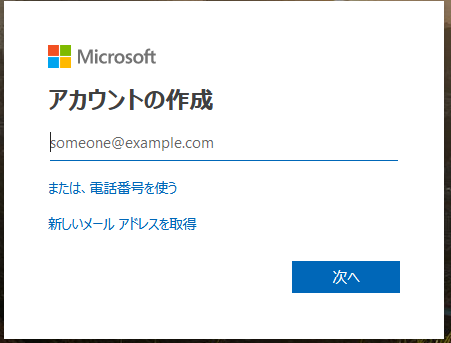 Microsoft
アカウントの作成
someone@example.com
または、電話番号を使う
新しいメール アドレスを取得
次へ